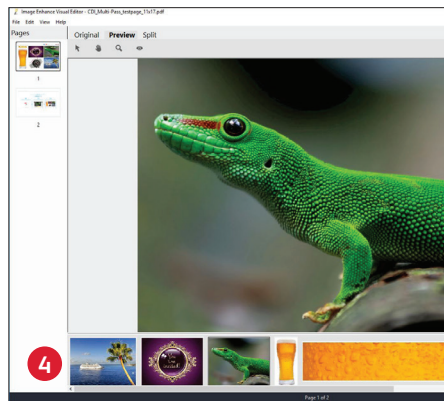 Image Enhance Visual Editor - CDI_Multi-Pass_testpage_11x17.pdf
File Edit View Help
Pages
Original Preview Split
1
2
4
Page 1 of 2